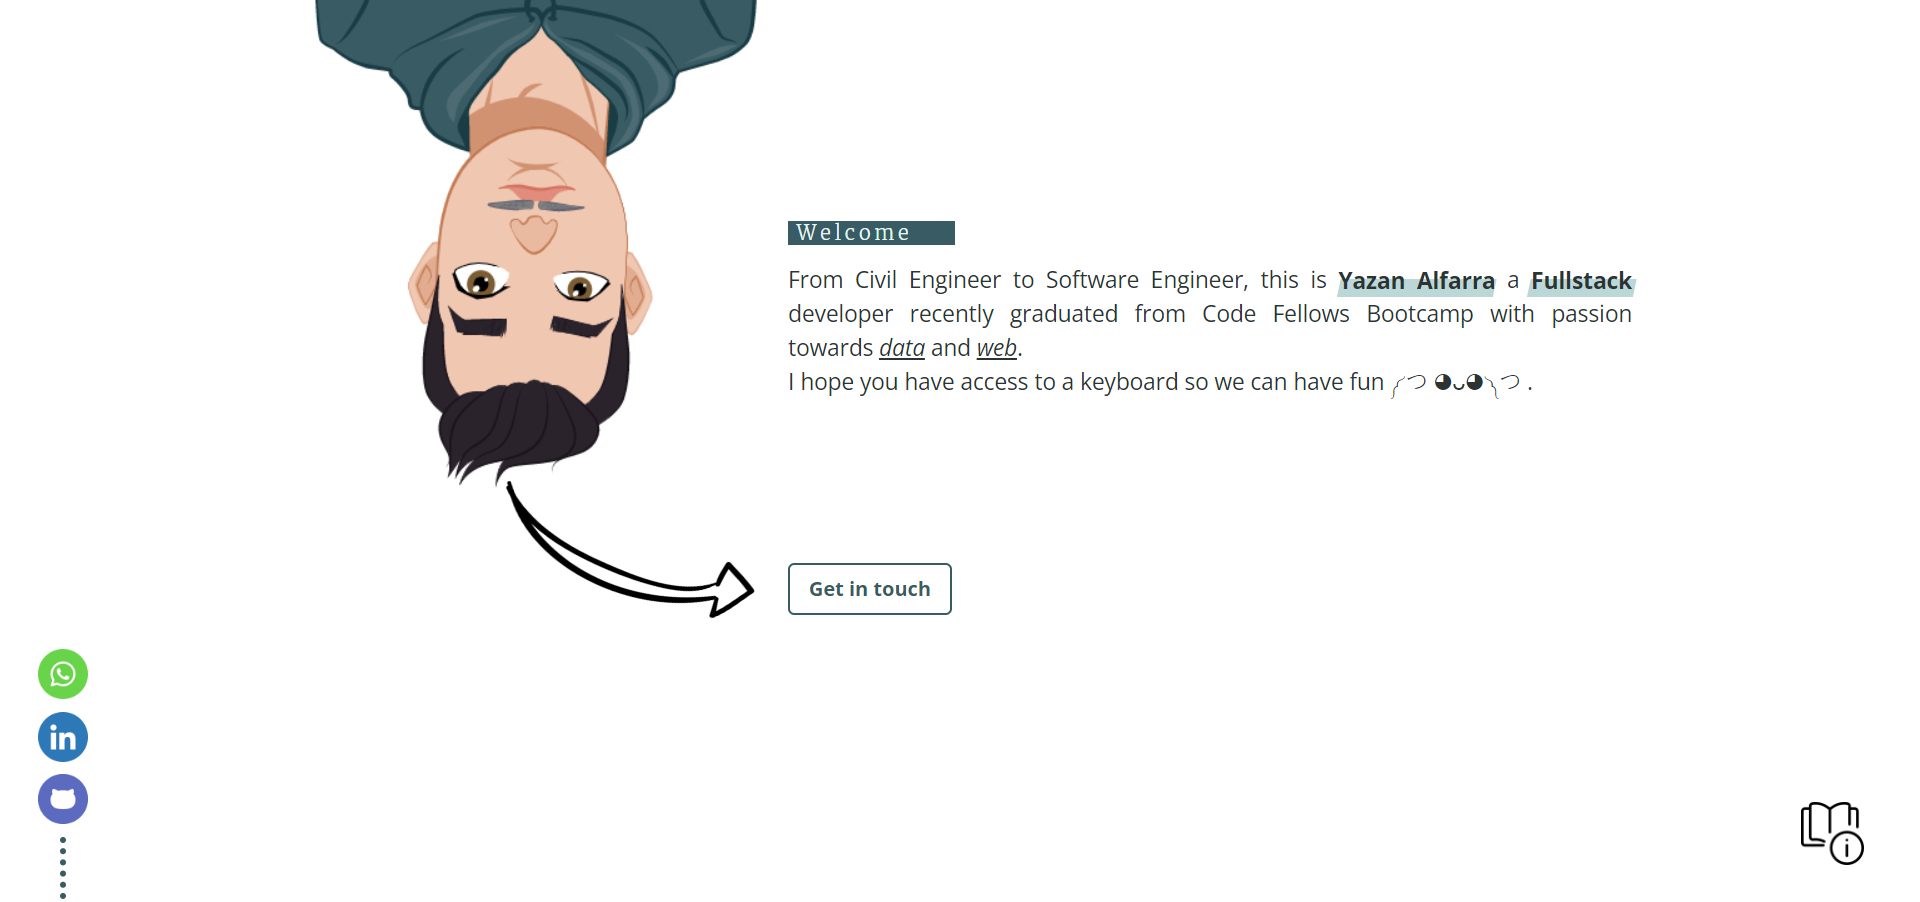 Welcome
From Civil Engineer to Software Engineer, this is Yazan Alfarra a Fullstack
developer recently graduated from Code Fellows Bootcamp with passion
towards data and web.
I hope you have access to a keyboard so we can have fun ༼つ ◕ᴗ◕༽つ .
Get in touch
in
i